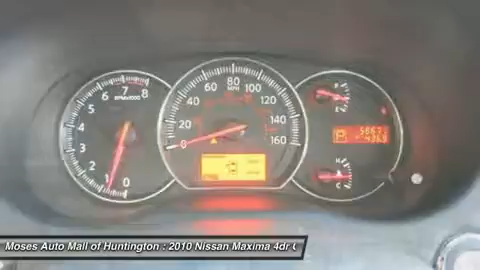 80
MPH
60 100
40 120
20 140
0 160
7
6 8
RPMX1000
5
4
3
2
1
0
F
P
H
C
Moses Auto Mall of Huntington : 2010 Nissan Maxima 4dr